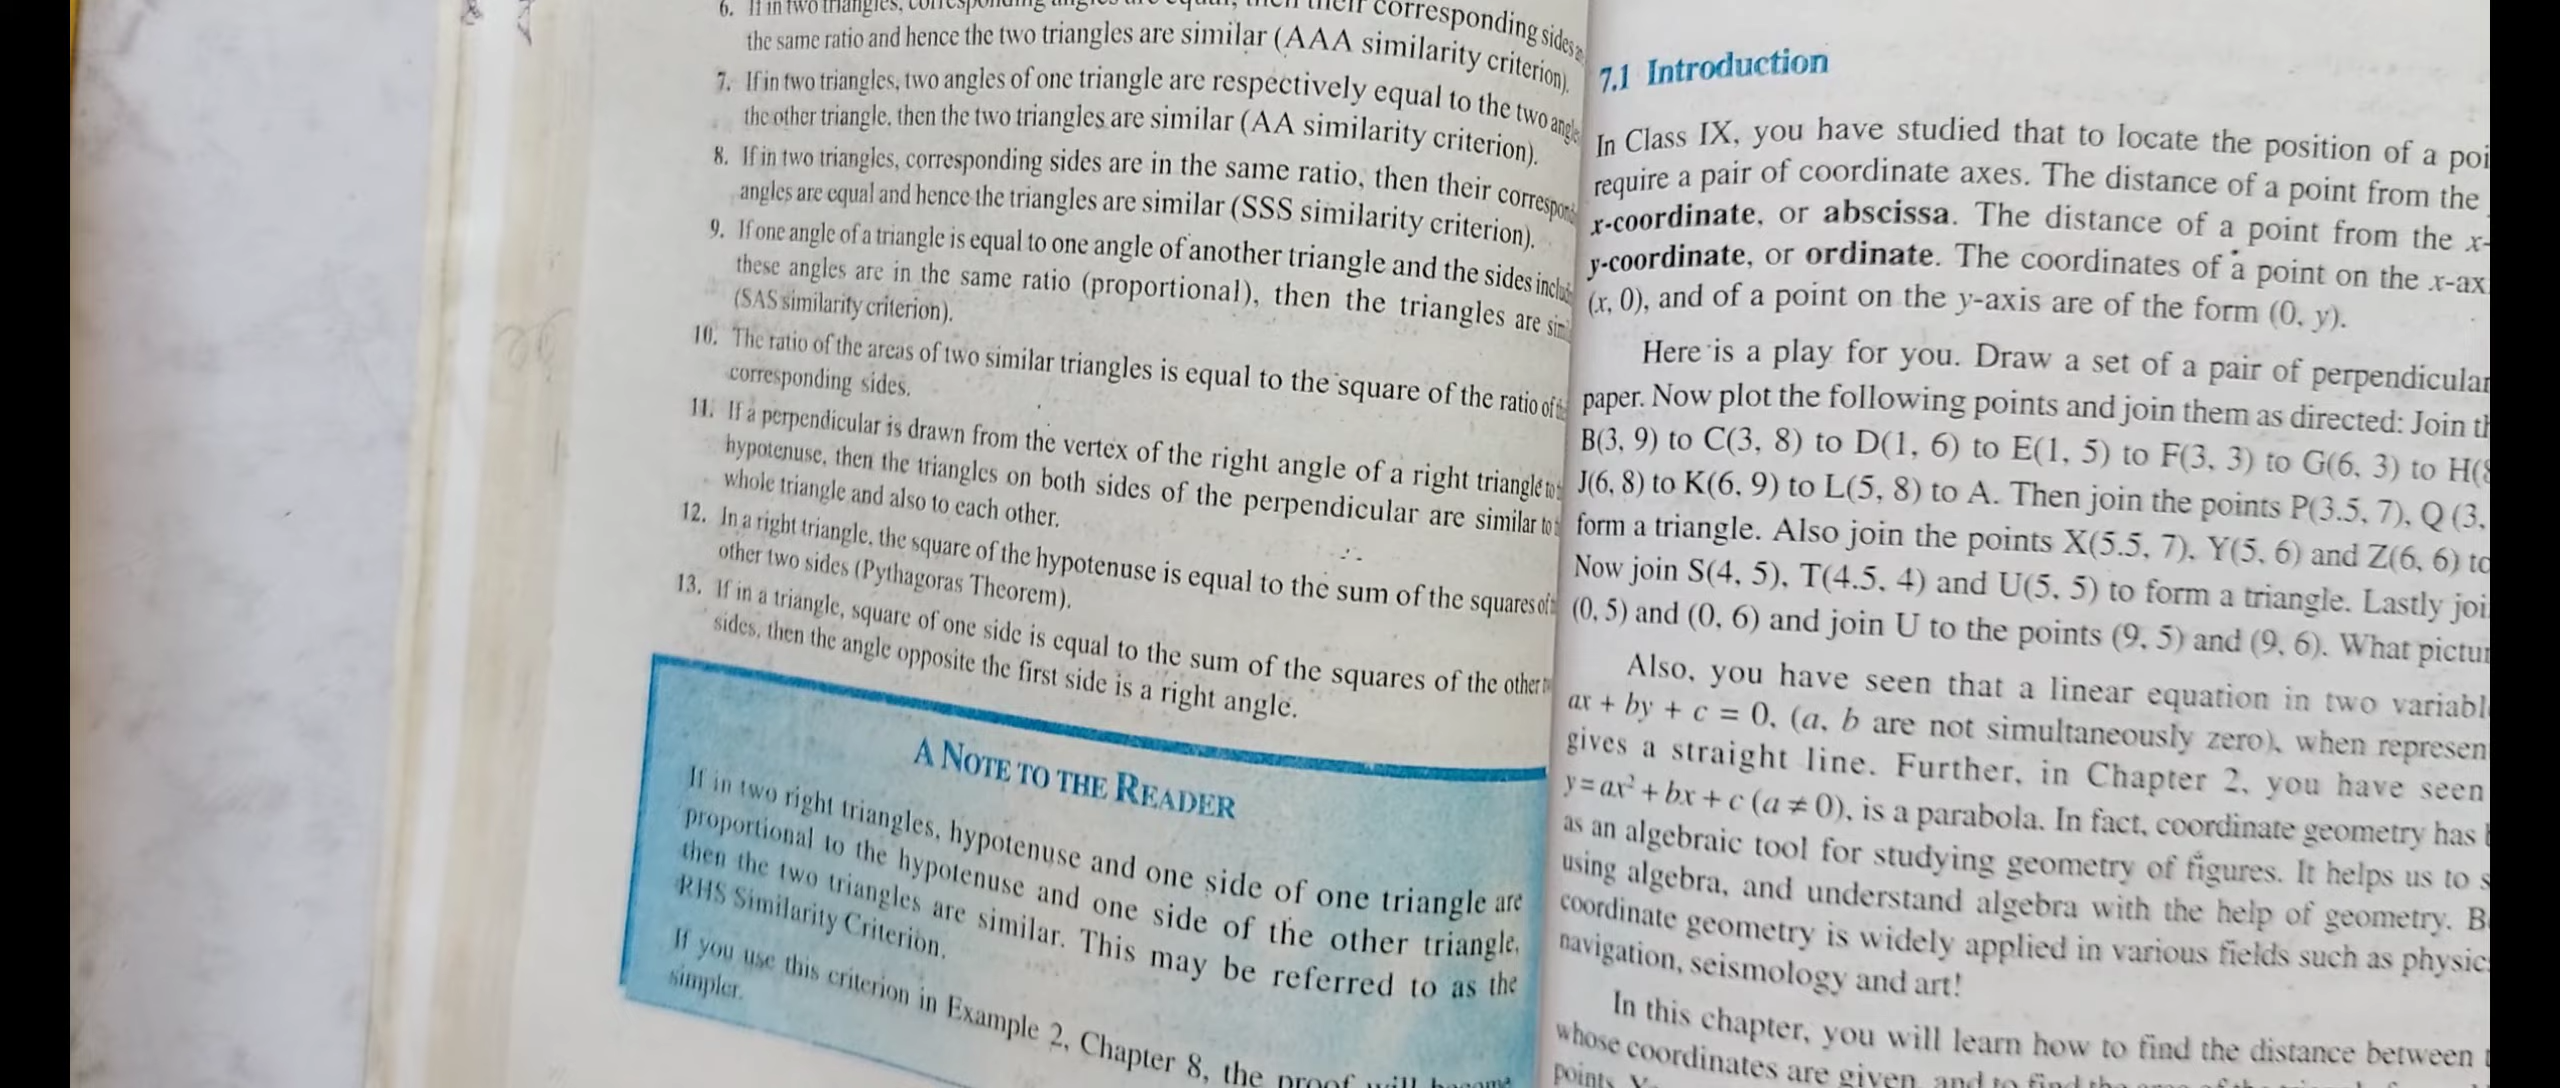 the same ratio and hence the two triangles are similar (AAA similarity criterion).
7. If in two triangles, two angles of one triangle are respectively equal to the two
the other triangle, then the two triangles are similar (AA similarity criterion).
8. If in two triangles, corresponding sides are in the same ratio, then their
angles are equal and hence the triangles are similar (SSS similarity criterion).
9. If one angle of a triangle is equal to one angle of another triangle and the sides
these angles are in the same ratio (proportional), then the triangles are
(SAS similarity criterion).
10. The ratio of the areas of two similar triangles is equal to the square of the ratio of
corresponding sides.
11. If a perpendicular is drawn from the vertex of the right angle of a right triangle to
hypotenuse, then the triangles on both sides of the perpendicular are similar to
whole triangle and also to each other.
12. In a right triangle, the square of the hypotenuse is equal to the sum of the squares of
other two sides (Pythagoras Theorem).
13. If in a triangle, square of one side is equal to the sum of the squares of the other
sides, then the angle opposite the first side is a right angle.
A NOTE TO THE READER
If in two right triangles, hypotenuse and one side of one triangle are
proportional to the hypotenuse and one side of the other triangle,
then the two triangles are similar. This may be referred to as the
RHS Similarity Criterion.
If you use this criterion in Example 2, Chapter 8, the proof will become
simpler.
7.1 Introduction
In Class IX, you have studied that to locate the position of a poi
require a pair of coordinate axes. The distance of a point from the
x-coordinate, or abscissa. The distance of a point from the x-
y-coordinate, or ordinate. The coordinates of a point on the x-ax
(x, 0), and of a point on the y-axis are of the form (0, y).
Here is a play for you. Draw a set of a pair of perpendicular
paper. Now plot the following points and join them as directed: Join th
B(3, 9) to C(3, 8) to D(1, 6) to E(1, 5) to F(3, 3) to G(6, 3) to H(8
J(6, 8) to K(6, 9) to L(5, 8) to A. Then join the points P(3.5, 7), Q (3,
form a triangle. Also join the points X(5.5, 7), Y(5, 6) and Z(6, 6) to
Now join S(4, 5), T(4.5, 4) and U(5, 5) to form a triangle. Lastly joi
(0, 5) and (0, 6) and join U to the points (9, 5) and (9, 6). What pictur
Also, you have seen that a linear equation in two variabl
ax + by + c = 0, (a, b are not simultaneously zero), when represen
gives a straight line. Further, in Chapter 2, you have seen
y = ax² + bx + c (a ≠ 0), is a parabola. In fact, coordinate geometry has
as an algebraic tool for studying geometry of figures. It helps us to s
using algebra, and understand algebra with the help of geometry. B
coordinate geometry is widely applied in various fields such as physic
navigation, seismology and art!
In this chapter, you will learn how to find the distance between
whose coordinates are given, and to find the
points.